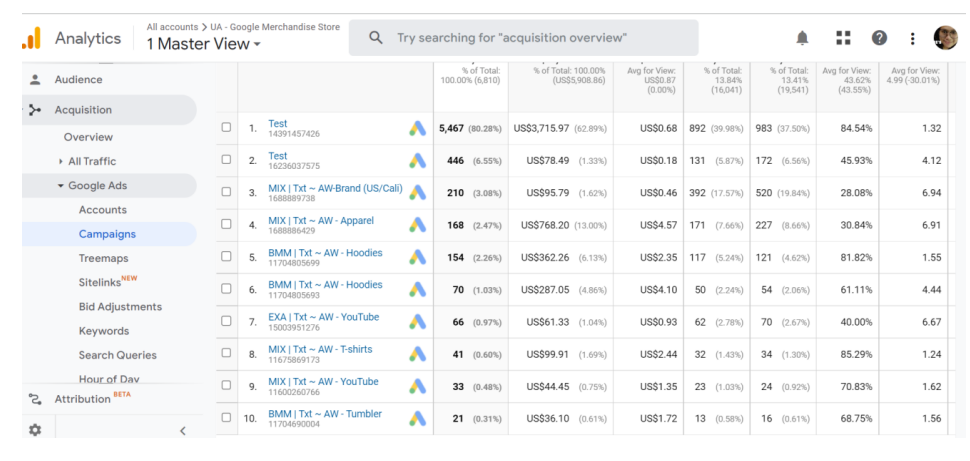 Analytics
All accounts > UA - Google Merchandise Store
1 Master View
Try searching for "acquisition overview"
Audience
Acquisition
Overview
All Traffic
Google Ads
Accounts
Campaigns
Treemaps
Sitelinks NEW
Bid Adjustments
Keywords
Search Queries
Hour of Day
Attribution BETA
% of Total: 100.00% (6,810)
% of Total: 100.00% (US$5,908.86)
Avg for View: US$0.87 (0.00%)
% of Total: 13.84% (16,041)
% of Total: 13.41% (19,541)
Avg for View: 43.62% (43.55%)
Avg for View: 4.99 (-30.01%)
1. Test 14391457426 5,467 (80.28%) US$3,715.97 (62.89%) US$0.68 892 (39.98%) 983 (37.50%) 84.54% 1.32
2. Test 16236037575 446 (6.55%) US$78.49 (1.33%) US$0.18 131 (5.87%) 172 (6.56%) 45.93% 4.12
3. MIX | Txt ~ AW-Brand (US/Cali) 1688889738 210 (3.08%) US$95.79 (1.62%) US$0.46 392 (17.57%) 520 (19.84%) 28.08% 6.94
4. MIX | Txt ~ AW - Apparel 1688886429 168 (2.47%) US$768.20 (13.00%) US$4.57 171 (7.66%) 227 (8.66%) 30.84% 6.91
5. BMM | Txt ~ AW - Hoodies 11704805699 154 (2.26%) US$362.26 (6.13%) US$2.35 117 (5.24%) 121 (4.62%) 81.82% 1.55
6. BMM | Txt ~ AW - Hoodies 11704805693 70 (1.03%) US$287.05 (4.86%) US$4.10 50 (2.24%) 54 (2.06%) 61.11% 4.44
7. EXA | Txt ~ AW - YouTube 15003951276 66 (0.97%) US$61.33 (1.04%) US$0.93 62 (2.78%) 70 (2.67%) 40.00% 6.67
8. MIX | Txt ~ AW - T-shirts 11675869173 41 (0.60%) US$99.91 (1.69%) US$2.44 32 (1.43%) 34 (1.30%) 85.29% 1.24
9. MIX | Txt ~ AW - YouTube 11600260766 33 (0.48%) US$44.45 (0.75%) US$1.35 23 (1.03%) 24 (0.92%) 70.83% 1.62
10. BMM | Txt ~ AW - Tumbler 11704690004 21 (0.31%) US$36.10 (0.61%) US$1.72 13 (0.58%) 16 (0.61%) 68.75% 1.56